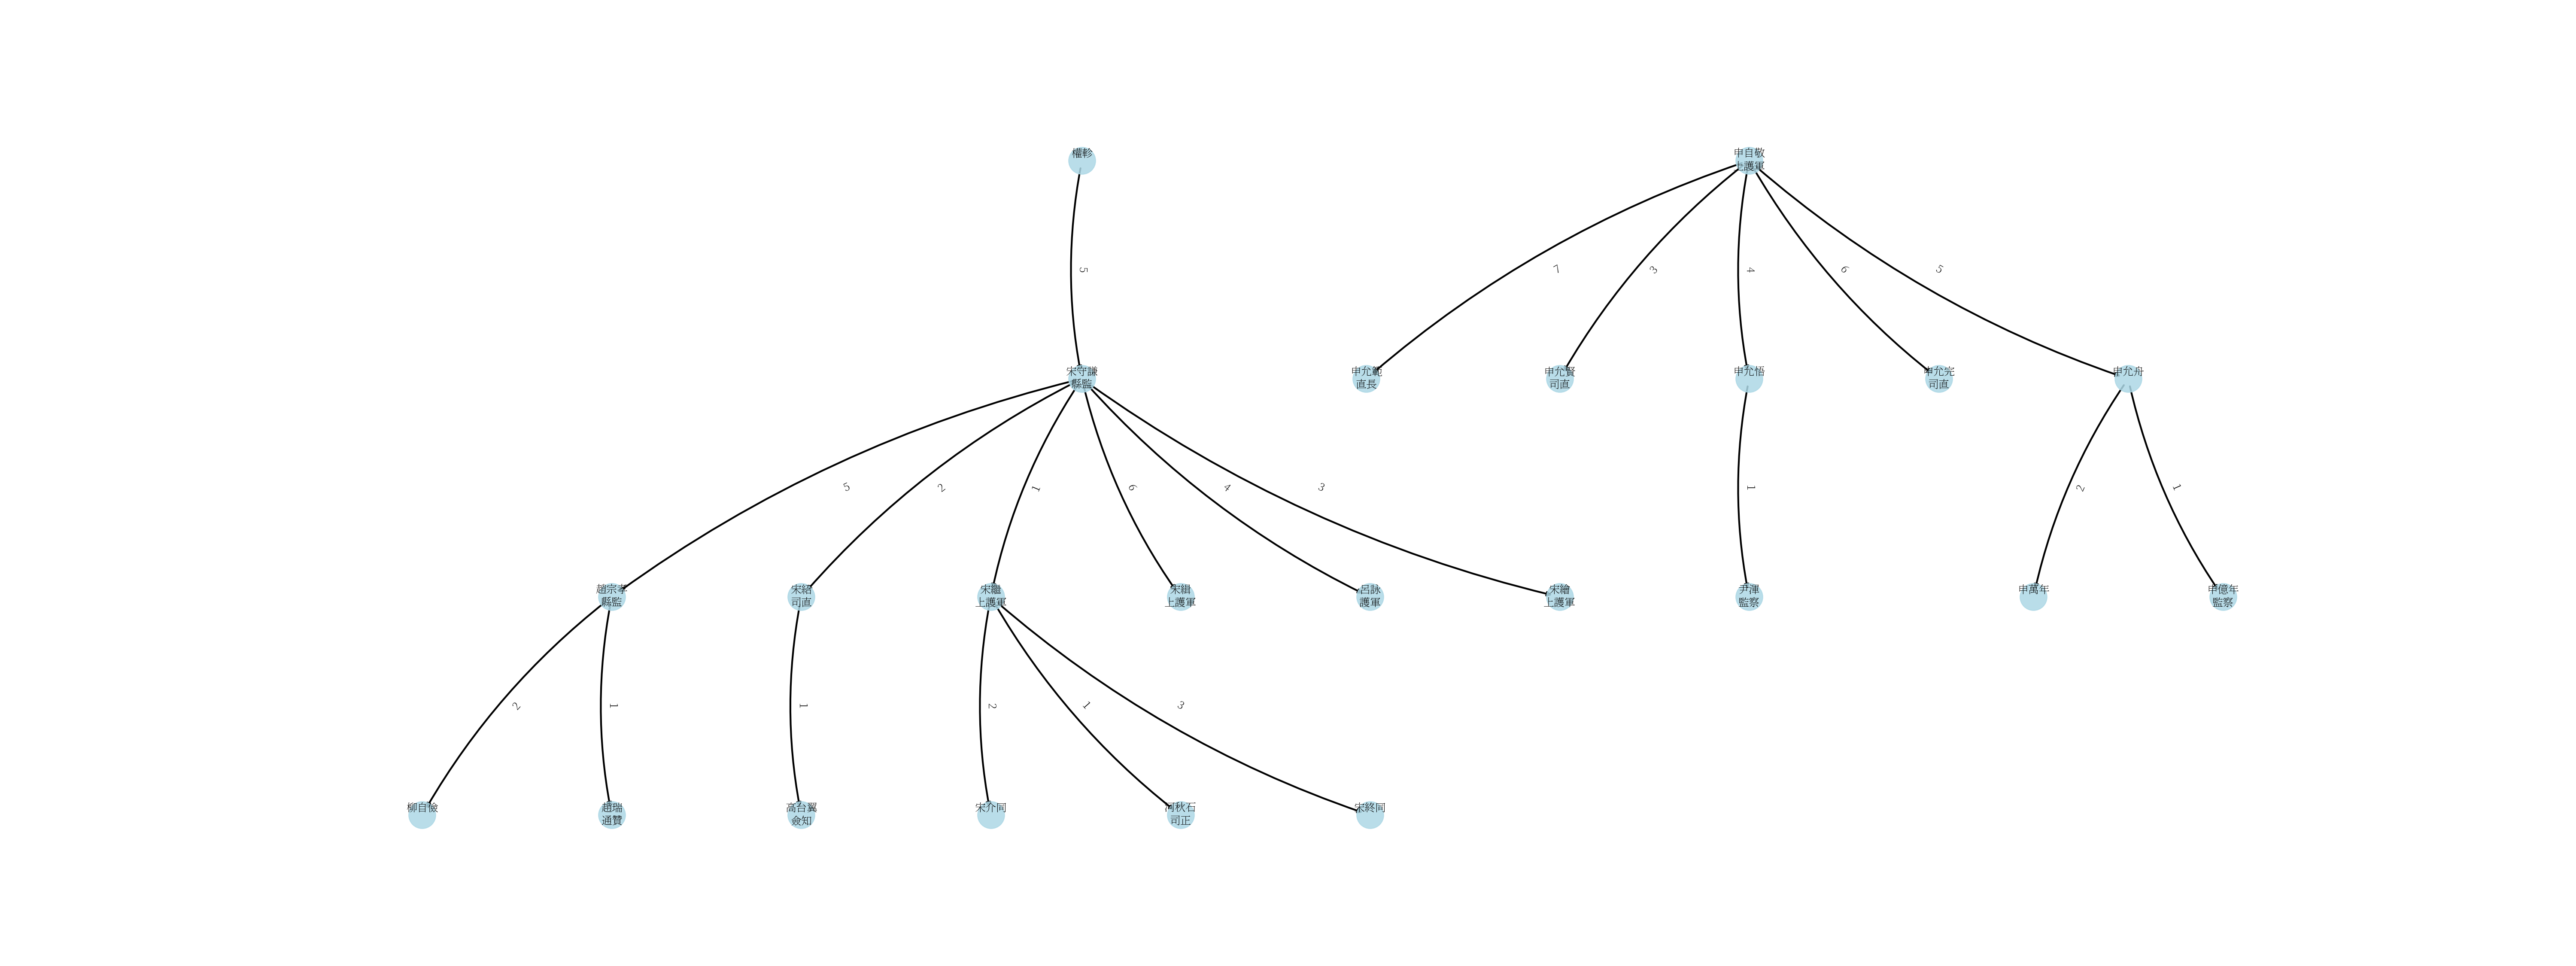 權軫
申自敬
上護軍
5
7
3
4
6
5
宋守謙
縣監
申允範
直長
申允賢
司直
申允悟
申允完
司直
申允舟
5
2
1
6
4
3
1
2
1
趙宗孝
縣監
宋紹
司直
宋繼
上護軍
宋緝
上護軍
呂詠
護軍
宋繪
上護軍
尹渾
監察
申萬年
申億年
監察
2
1
1
2
1
3
柳自儉
趙瑞
通贊
高台翼
僉知
宋介同
河秋石
司正
宋終同